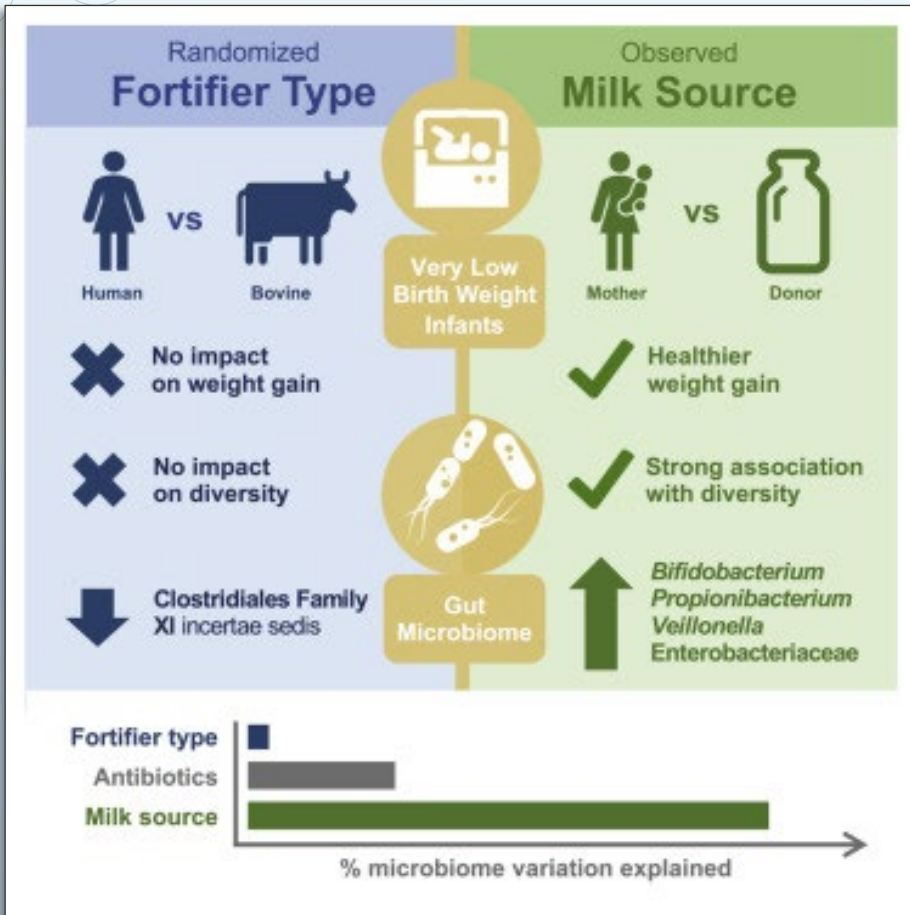 Randomized
Fortifier Type
Observed
Milk Source
vs
Human
Bovine
Very Low
Birth Weight
Infants
vs
Mother
Donor
No impact
on weight gain
Healthier
weight gain
No impact
on diversity
Strong association
with diversity
Clostridiales Family
XI incertae sedis
Gut
Microbiome
Bifidobacterium
Propionibacterium
Veillonella
Enterobacteriaceae
Fortifier type
Antibiotics
Milk source
% microbiome variation explained